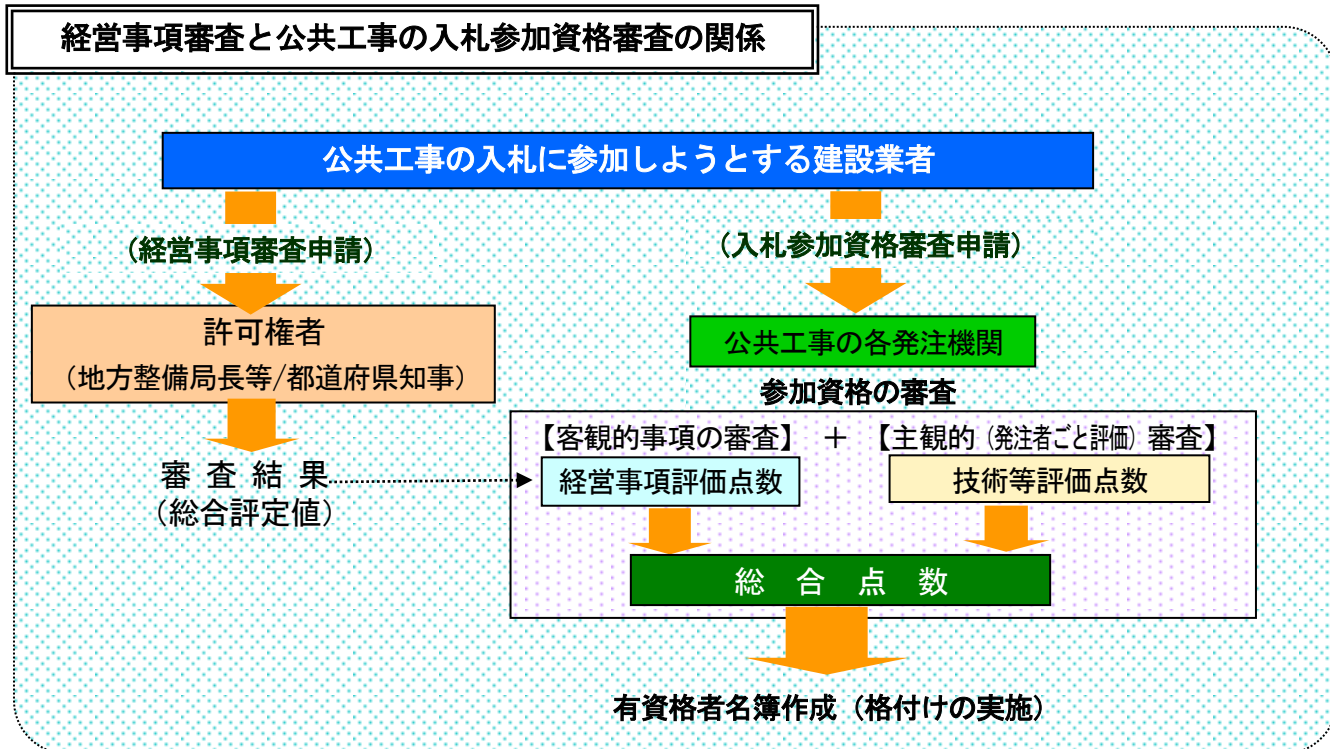 経営事項審査と公共工事の入札参加資格審査の関係
公共工事の入札に参加しようとする建設業者
（経営事項審査申請）
（入札参加資格審査申請）
許可権者
（地方整備局長等/都道府県知事）
公共工事の各発注機関
参加資格の審査
【客観的事項の審査】 ＋ 【主観的（発注者ごと評価）審査】
審 査 結 果
（総合評定値）
経営事項評価点数
技術等評価点数
総 合 点 数
有資格者名簿作成（格付けの実施）